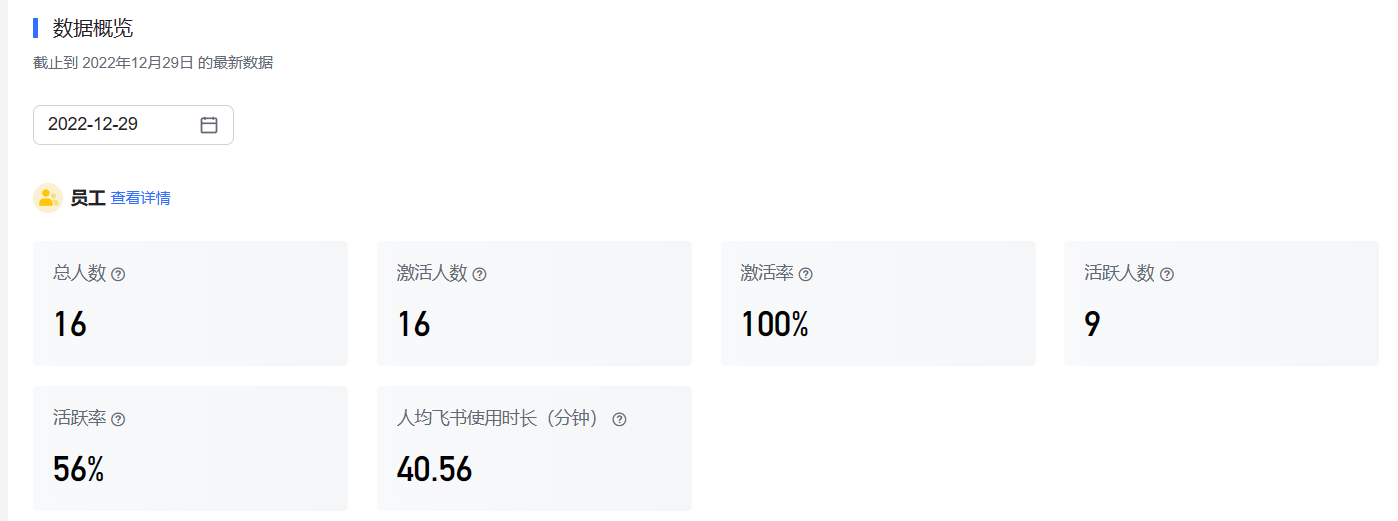 数据概览
截止到 2022年12月29日 的最新数据
2022-12-29
员工 查看详情
总人数 激活人数 激活率 活跃人数
16 16 100% 9
活跃率 人均飞书使用时长（分钟）
56% 40.56